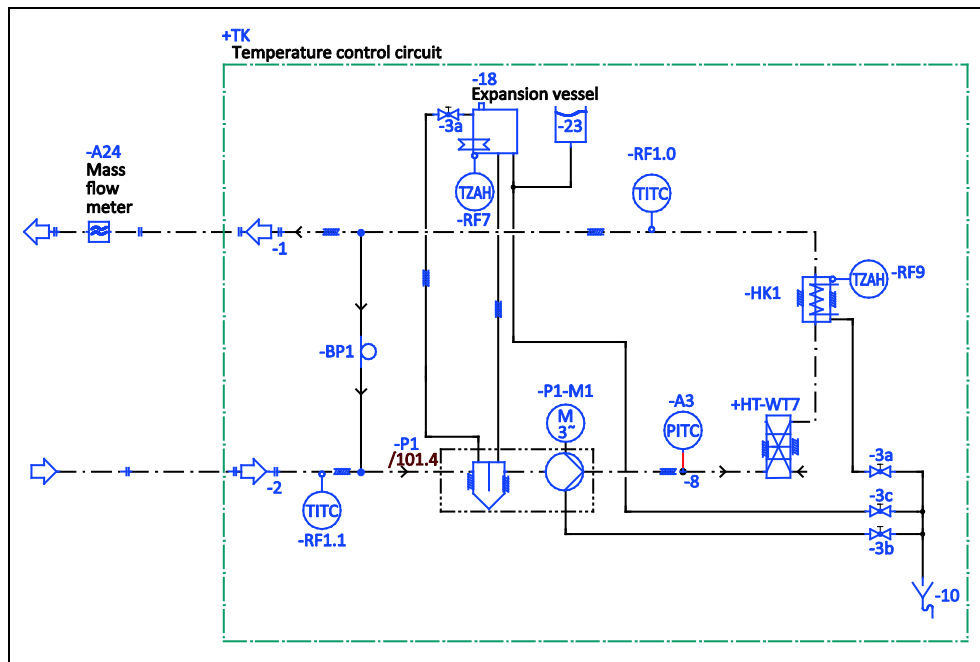 +TK
Temperature control circuit
-18
Expansion vessel
-3a
-23
-A24
Mass
flow
meter
-RF1.0
TITC
TZAH
-RF7
-1
TZAH
-RF9
-HK1
-BP1
-P1-M1
M
3~
-A3
PITC
+HT-WT7
-P1
/101.4
-3a
-2
-8
TITC
-RF1.1
-3c
-3b
-10